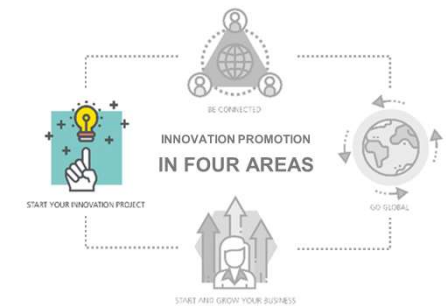 BE CONNECTED
INNOVATION PROMOTION
IN FOUR AREAS
START YOUR INNOVATION PROJECT
GO GLOBAL
START AND GROW YOUR BUSINESS